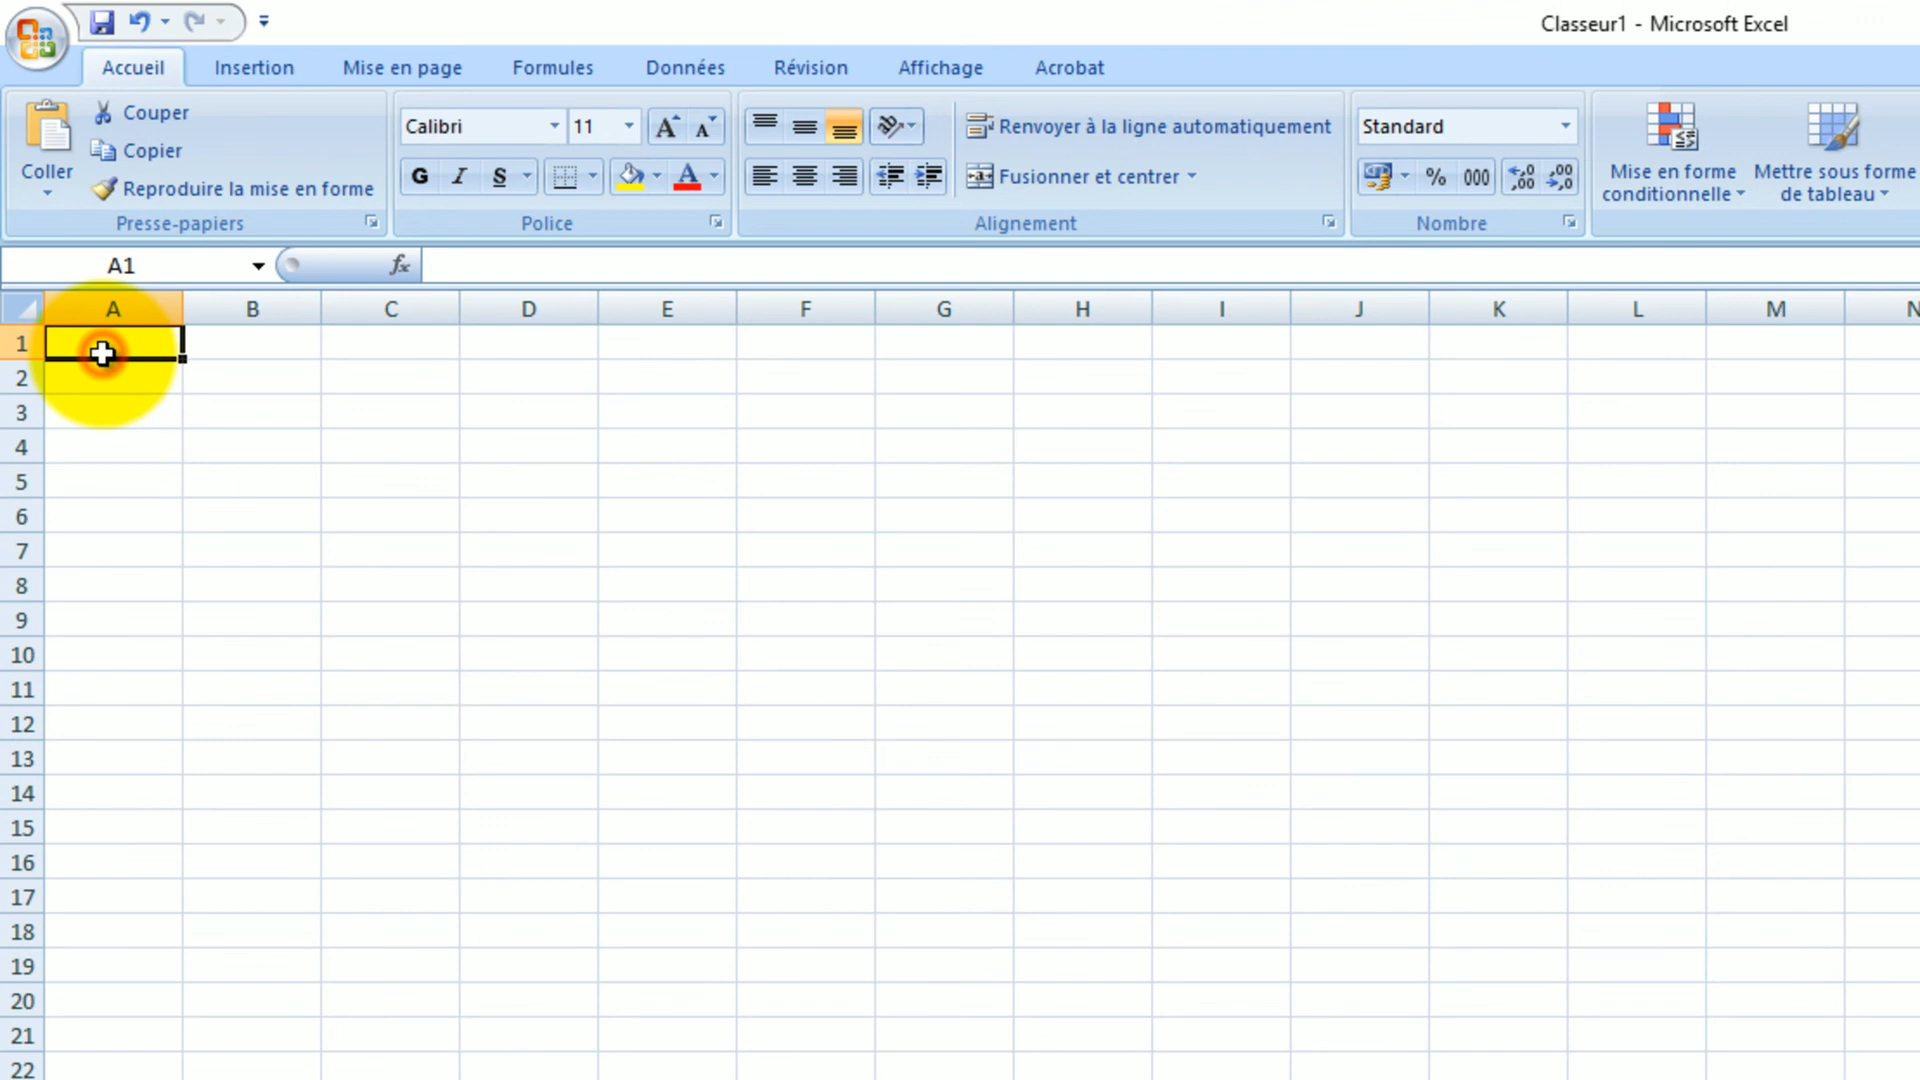 Classeur1 - Microsoft Excel
Accueil Insertion Mise en page Formules Données Révision Affichage Acrobat
Coller
Couper
Copier
Reproduire la mise en forme
Presse-papiers
Calibri 11
G I S
Police
Renvoyer à la ligne automatiquement
Fusionner et centrer
Alignement
Standard
% 000
Nombre
Mise en forme
conditionnelle
Mettre sous forme
de tableau
A1 fx
A B C D E F G H I J K L M N
1
2
3
4
5
6
7
8
9
10
11
12
13
14
15
16
17
18
19
20
21
22